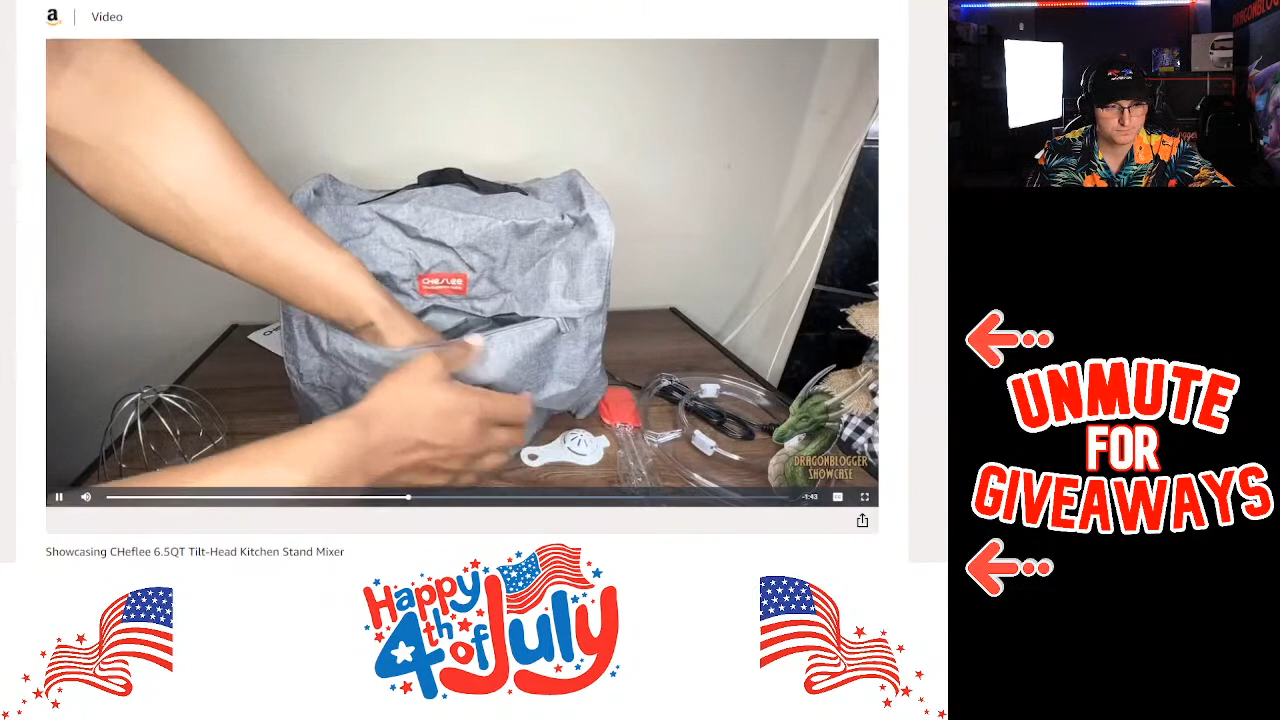 a
Video
CHEFLEE
DRAGONBLOGGER
SHOWCASE
-1:43
CC
Showcasing CHeflee 6.5QT Tilt-Head Kitchen Stand Mixer
Happy
4th
of
July
UNMUTE
FOR
GIVEAWAYS